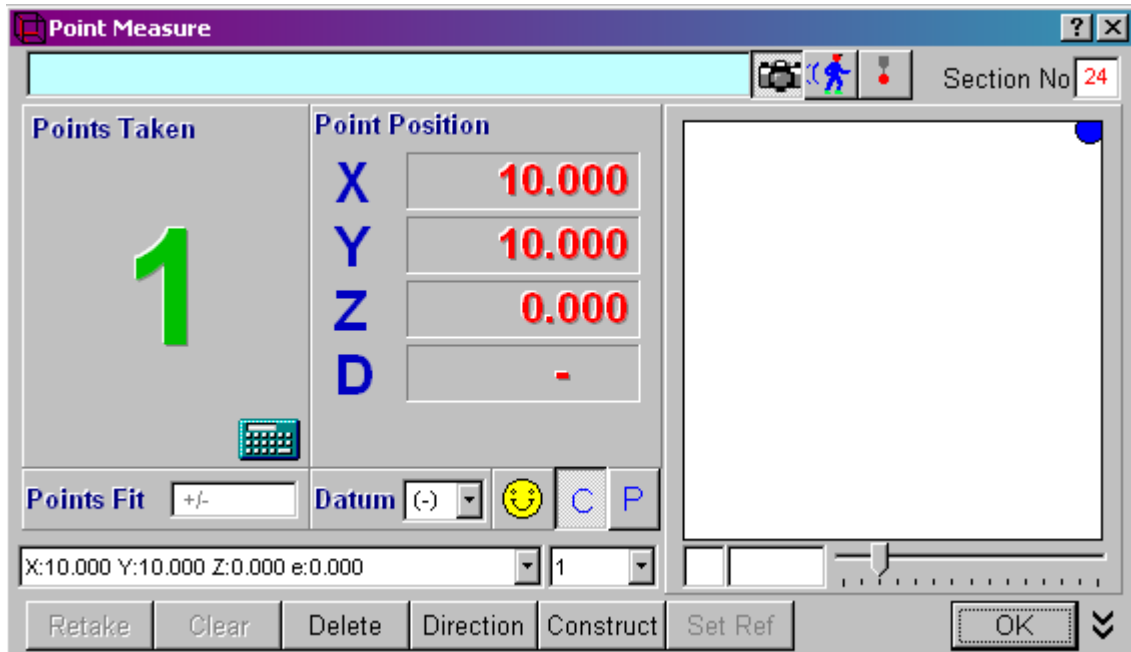 Point Measure
Section No 24
Points Taken
1
Point Position
X 10.000
Y 10.000
Z 0.000
D -
Points Fit +/-
Datum (-) C P
X:10.000 Y:10.000 Z:0.000 e:0.000 1
Retake Clear Delete Direction Construct Set Ref OK